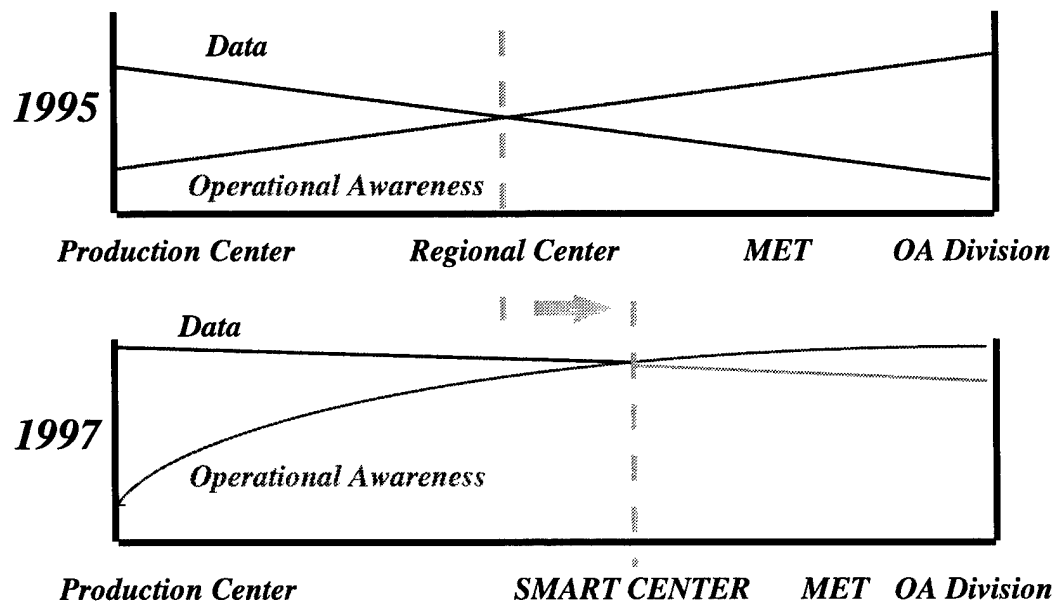 Data
1995
Operational Awareness
Production Center Regional Center MET OA Division
Data
1997
Operational Awareness
Production Center SMART CENTER MET OA Division